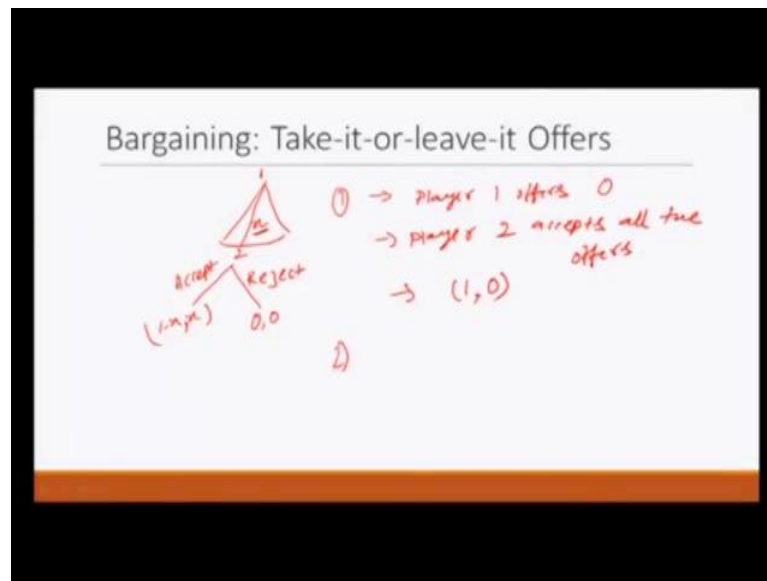 Bargaining: Take-it-or-leave-it Offers
1
x
2
Accept Reject
(1-x, x) 0,0
① → Player 1 offers 0
→ Player 2 accepts all the
offers
→ (1, 0)
2)